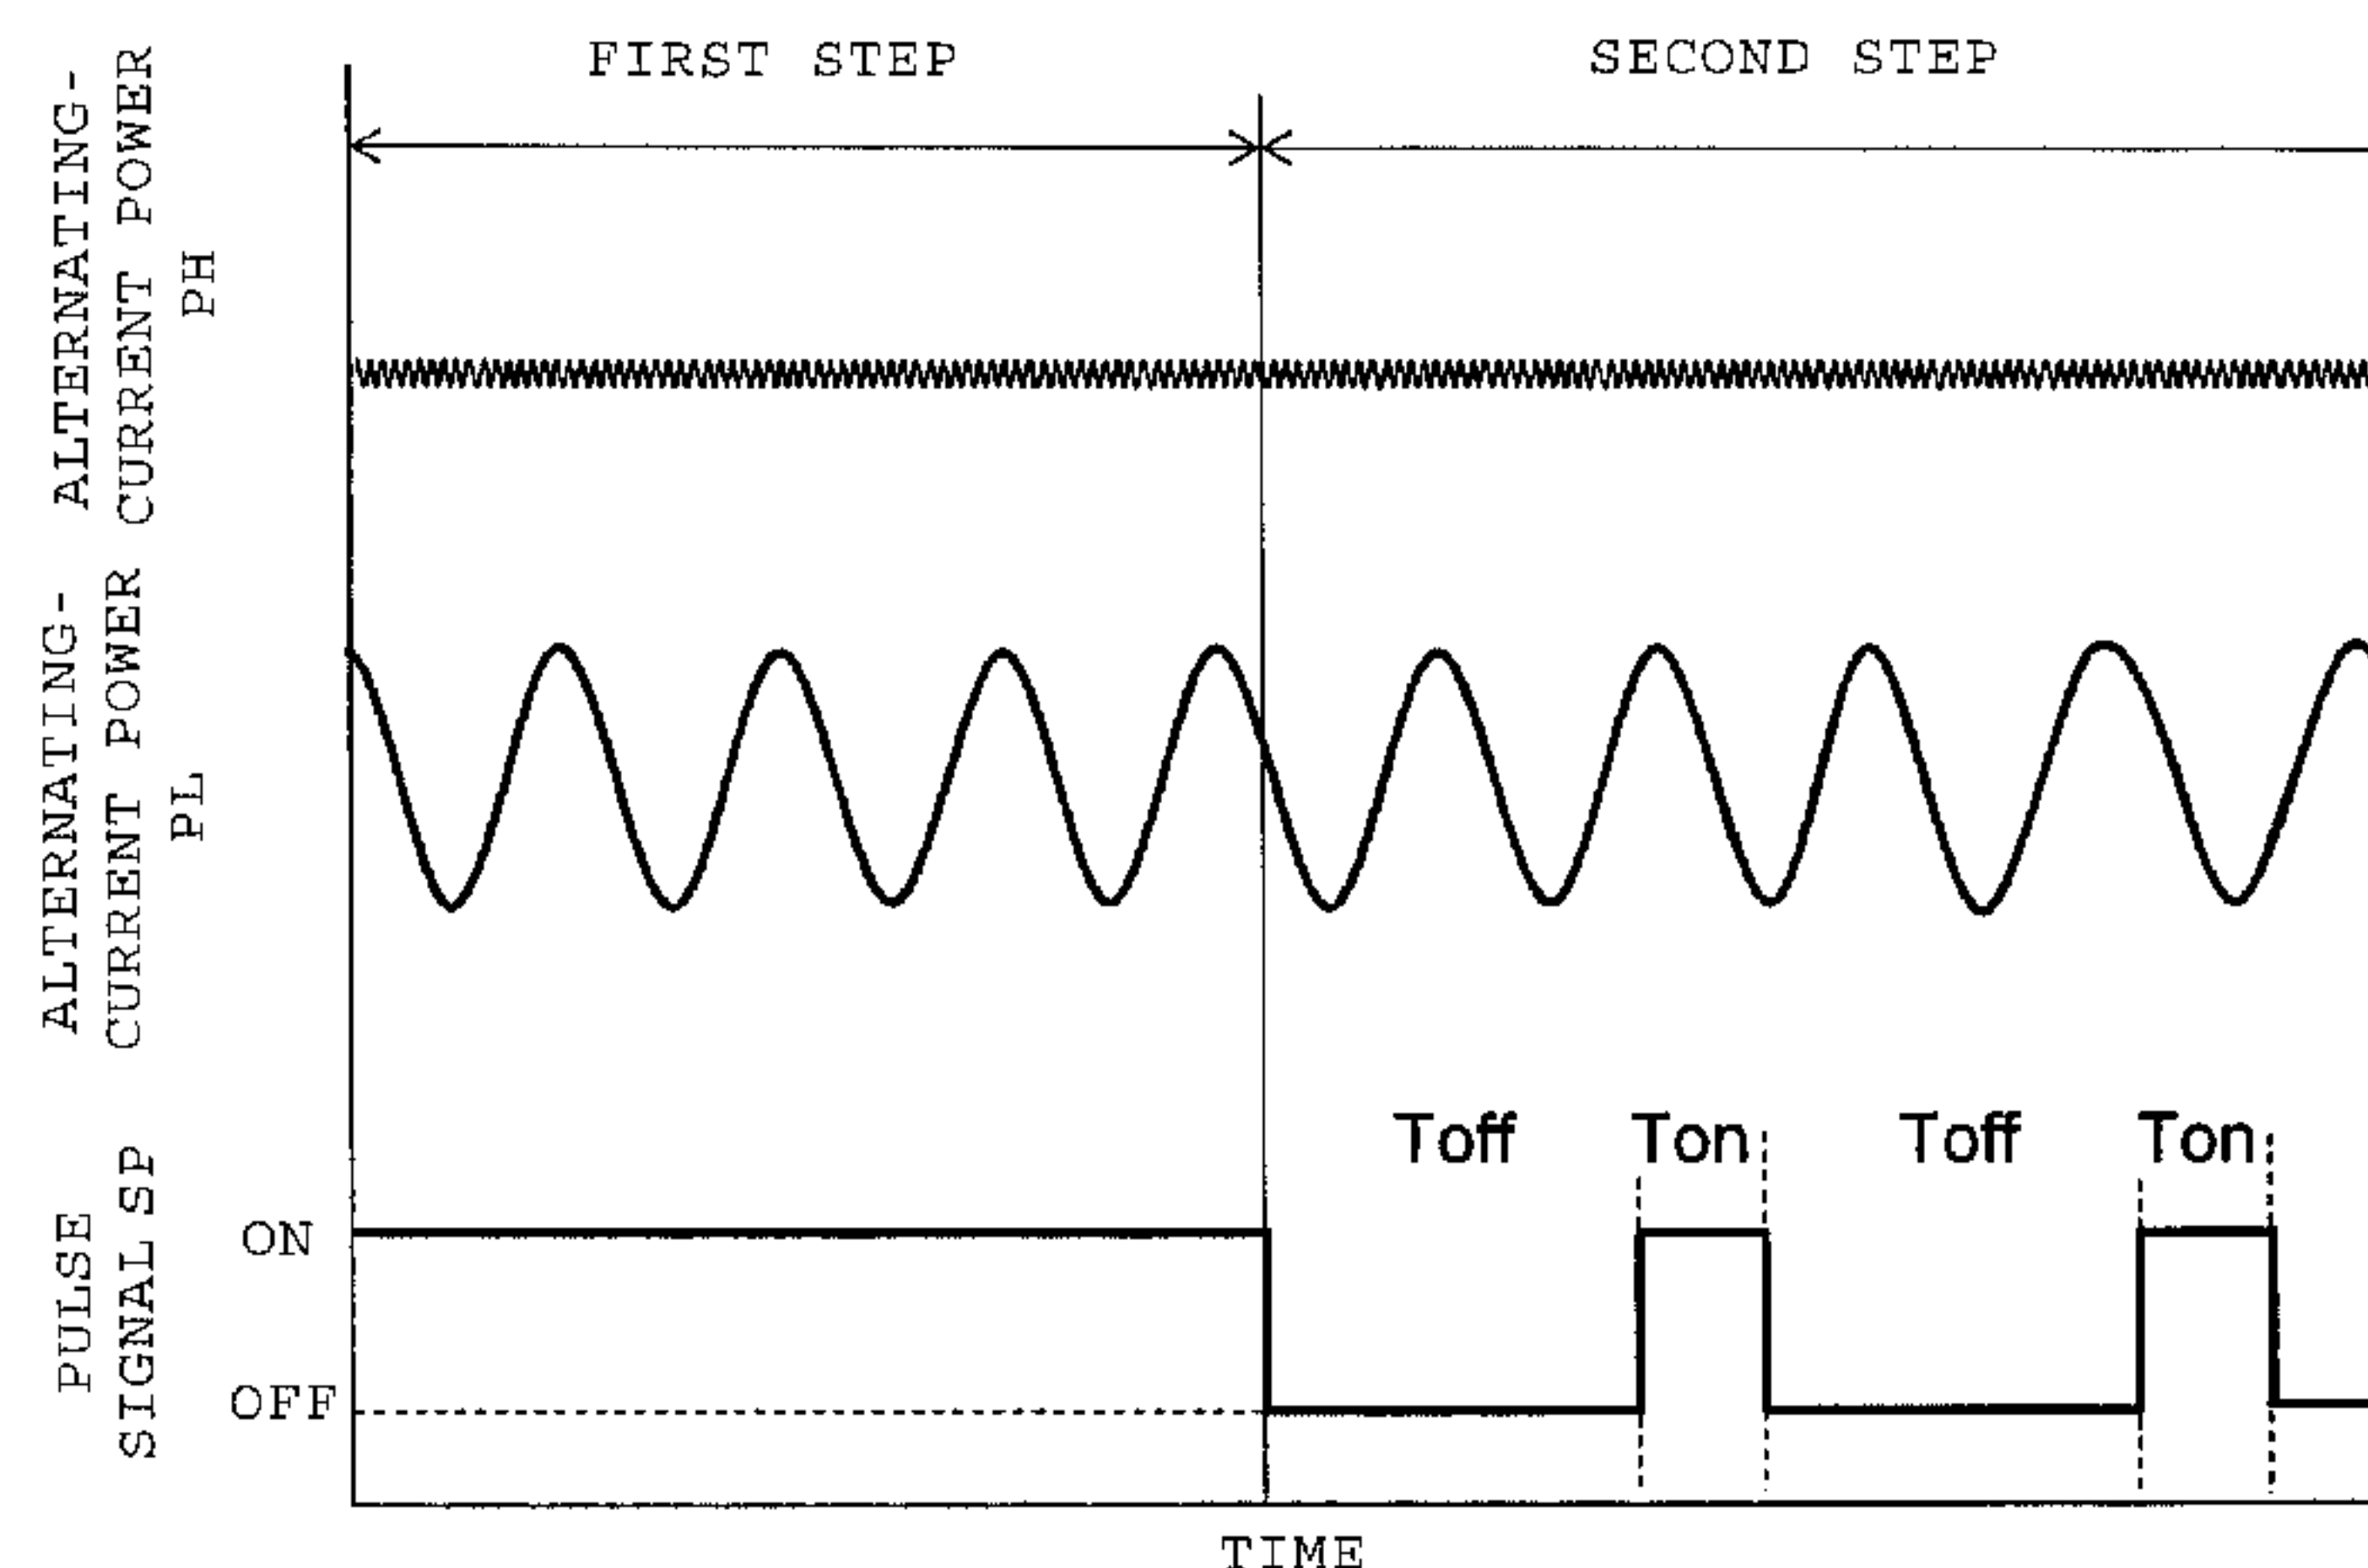 FIRST STEP
SECOND STEP
ALTERNATING-
CURRENT POWER
PH
ALTERNATING-
CURRENT POWER
PL
PULSE
SIGNAL SP
ON
OFF
Toff
Ton
Toff
Ton
TIME